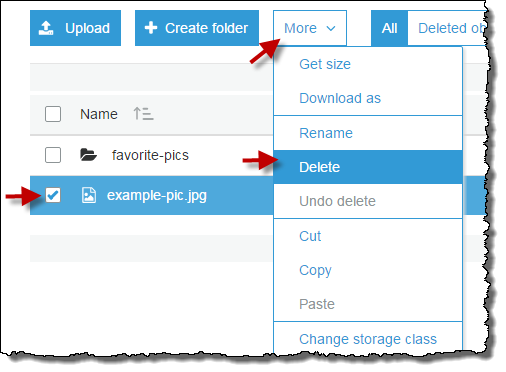 Upload
Create folder
More
All
Deleted ob
Get size
Download as
Name
Rename
favorite-pics
Delete
example-pic.jpg
Undo delete
Cut
Copy
Paste
Change storage class